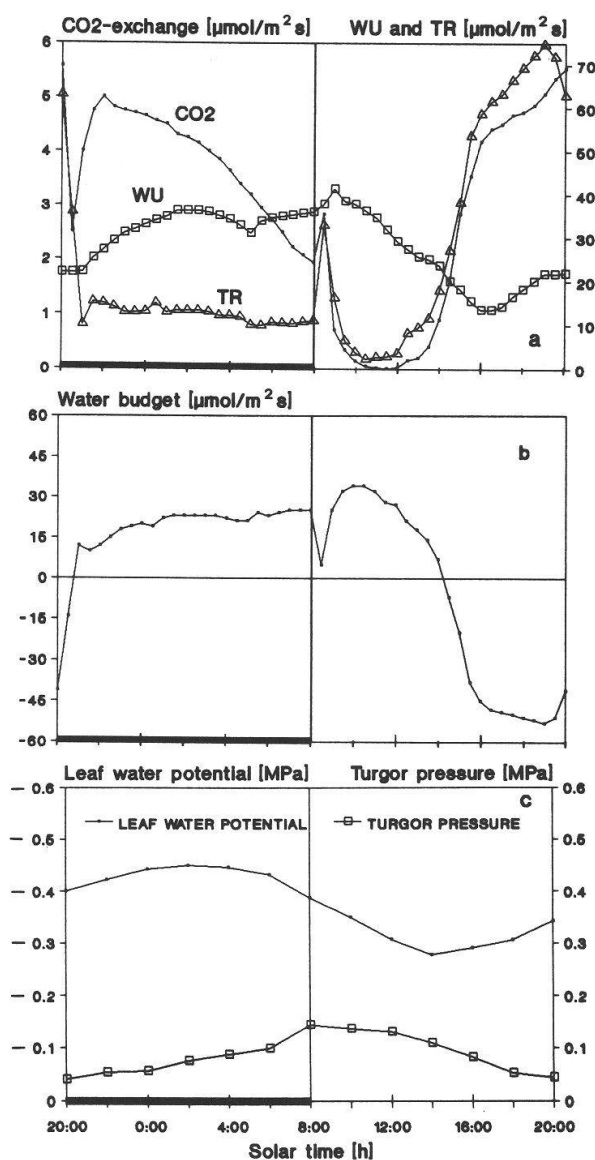 CO2-exchange [μmol/m²s]
WU and TR [μmol/m²s]
6
5
4
3
2
1
0
70
60
50
40
30
20
10
0
CO2
WU
TR
a
Water budget [μmol/m²s]
60
45
30
15
0
-15
-30
-45
-60
b
Leaf water potential [MPa]
Turgor pressure [MPa]
— 0.6
— 0.5
— 0.4
— 0.3
— 0.2
— 0.1
0
0.6
0.5
0.4
0.3
0.2
0.1
0
c
LEAF WATER POTENTIAL
TURGOR PRESSURE
20:00 0:00 4:00 8:00 12:00 16:00 20:00
Solar time [h]